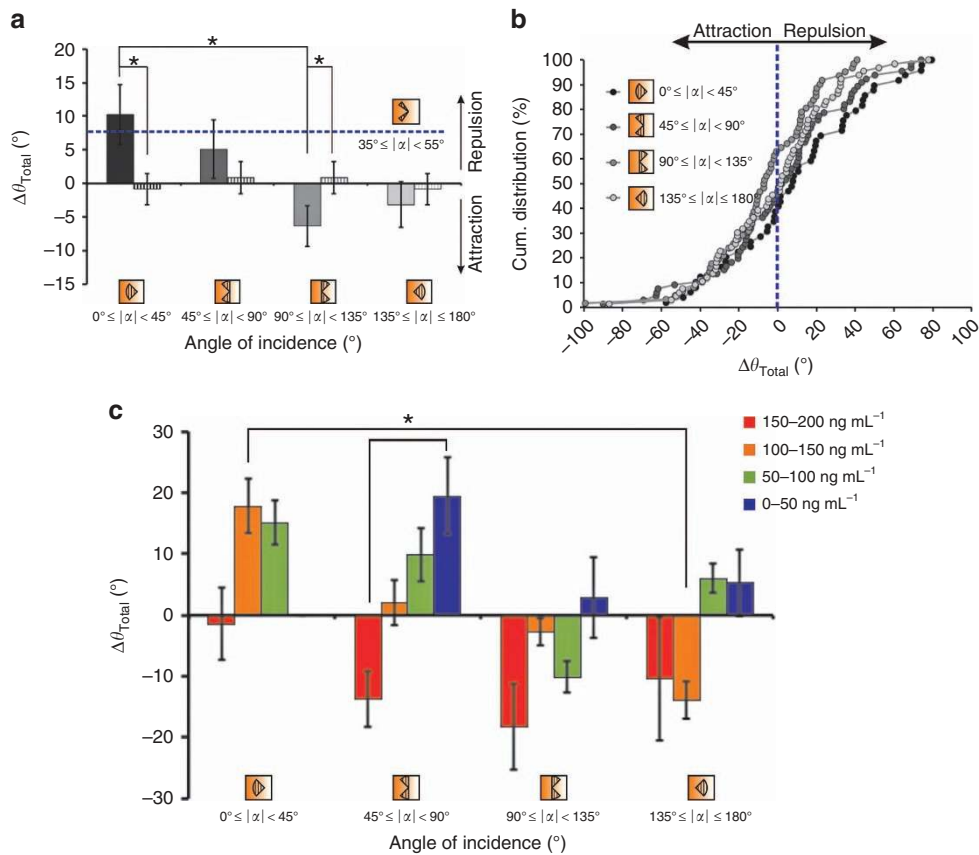 a
20
15
10
5
0
−5
−10
−15
Δθ_Total (°)
*
*
*
35° ≤ |α| < 55°
Repulsion
Attraction
0° ≤ |α| < 45°
45° ≤ |α| < 90°
90° ≤ |α| < 135°
135° ≤ |α| ≤ 180°
Angle of incidence (°)
b
Attraction
Repulsion
100
90
80
70
60
50
40
30
20
10
0
Cum. distribution (%)
0° ≤ |α| < 45°
45° ≤ |α| < 90°
90° ≤ |α| < 135°
135° ≤ |α| ≤ 180°
−100
−80
−60
−40
−20
0
20
40
60
80
100
Δθ_Total (°)
c
30
20
10
0
−10
−20
−30
Δθ_Total (°)
*
*
150–200 ng mL⁻¹
100–150 ng mL⁻¹
50–100 ng mL⁻¹
0–50 ng mL⁻¹
0° ≤ |α| < 45°
45° ≤ |α| < 90°
90° ≤ |α| < 135°
135° ≤ |α| ≤ 180°
Angle of incidence (°)